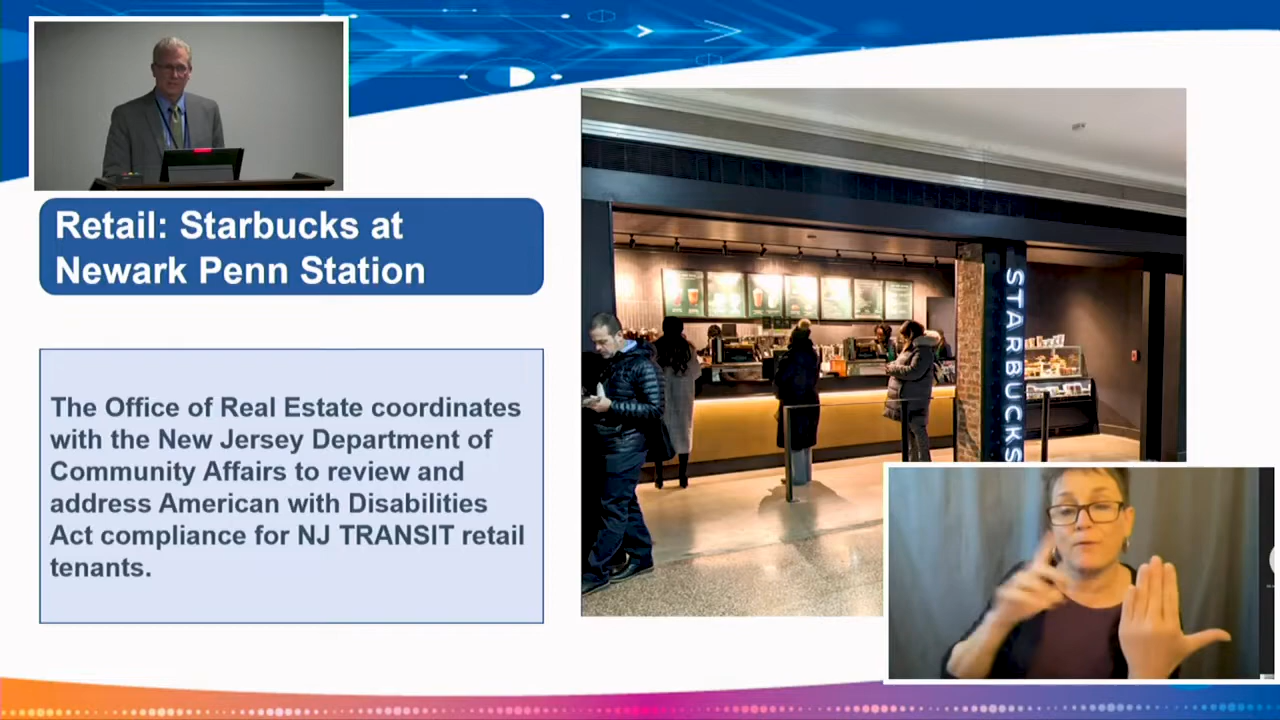 Retail: Starbucks at
Newark Penn Station
The Office of Real Estate coordinates
with the New Jersey Department of
Community Affairs to review and
address American with Disabilities
Act compliance for NJ TRANSIT retail
tenants.
STARBUCKS